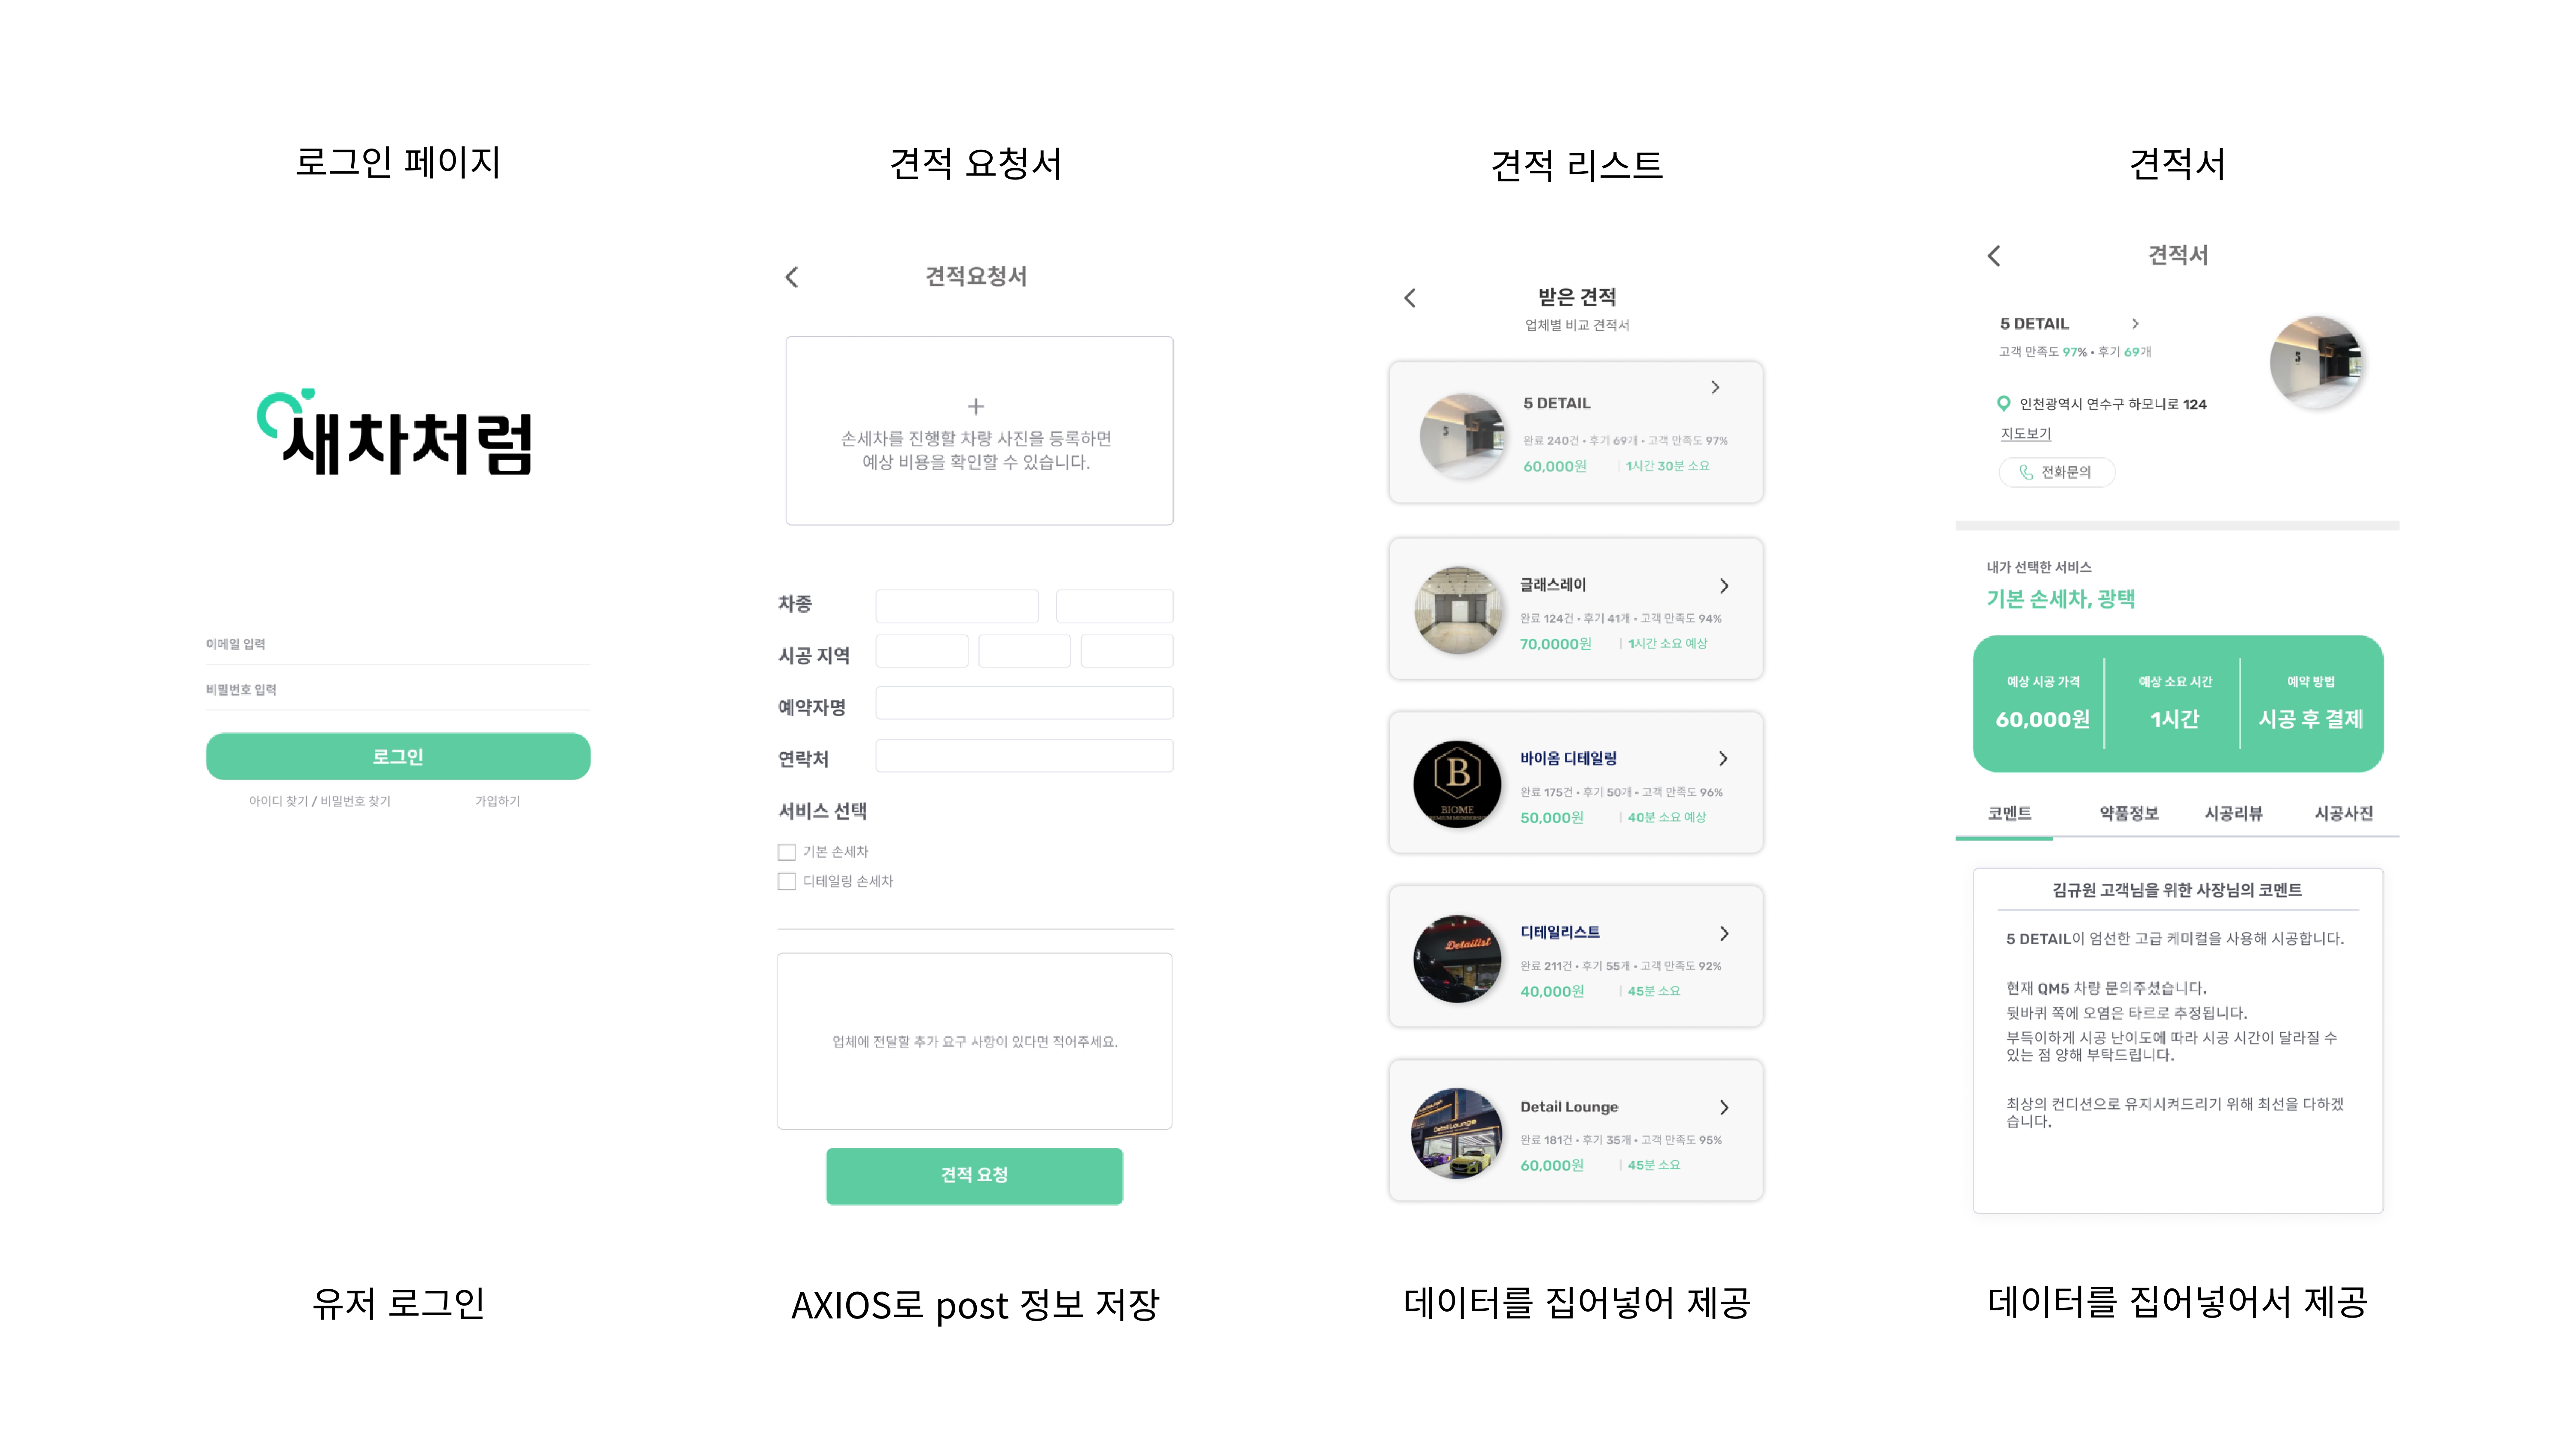 로그인 페이지
새차처럼
이메일 입력
비밀번호 입력
로그인
아이디 찾기 / 비밀번호 찾기
가입하기
유저 로그인
견적 요청서
견적요청서
+
손세차를 진행할 차량 사진을 등록하면
예상 비용을 확인할 수 있습니다.
차종
시공 지역
예약자명
연락처
서비스 선택
기본 손세차
디테일링 손세차
업체에 전달할 추가 요구 사항이 있다면 적어주세요.
견적 요청
AXIOS로 post 정보 저장
견적 리스트
받은 견적
업체별 비교 견적서
5 DETAIL
완료 240건 • 후기 69개 • 고객 만족도 97%
60,000원 | 1시간 30분 소요
글래스레이
완료 124건 • 후기 41개 • 고객 만족도 94%
70,0000원 | 1시간 소요 예상
B
BIOME
PREMIUM MEMBERSHIP
바이옴 디테일링
완료 175건 • 후기 50개 • 고객 만족도 96%
50,000원 | 40분 소요 예상
Detailist
디테일리스트
완료 211건 • 후기 55개 • 고객 만족도 92%
40,000원 | 45분 소요
Detail Lounge
Detail Lounge
완료 181건 • 후기 35개 • 고객 만족도 95%
60,000원 | 45분 소요
데이터를 집어넣어 제공
견적서
견적서
5 DETAIL
고객 만족도 97% • 후기 69개
5
인천광역시 연수구 하모니로 124
지도보기
전화문의
내가 선택한 서비스
기본 손세차, 광택
예상 시공 가격
60,000원
예상 소요 시간
1시간
예약 방법
시공 후 결제
코멘트 약품정보 시공리뷰 시공사진
김규원 고객님을 위한 사장님의 코멘트
5 DETAIL이 엄선한 고급 케미컬을 사용해 시공합니다.
현재 QM5 차량 문의주셨습니다.
뒷바퀴 쪽에 오염은 타르로 추정됩니다.
부득이하게 시공 난이도에 따라 시공 시간이 달라질 수
있는 점 양해 부탁드립니다.
최상의 컨디션으로 유지시켜드리기 위해 최선을 다하겠
습니다.
데이터를 집어넣어서 제공